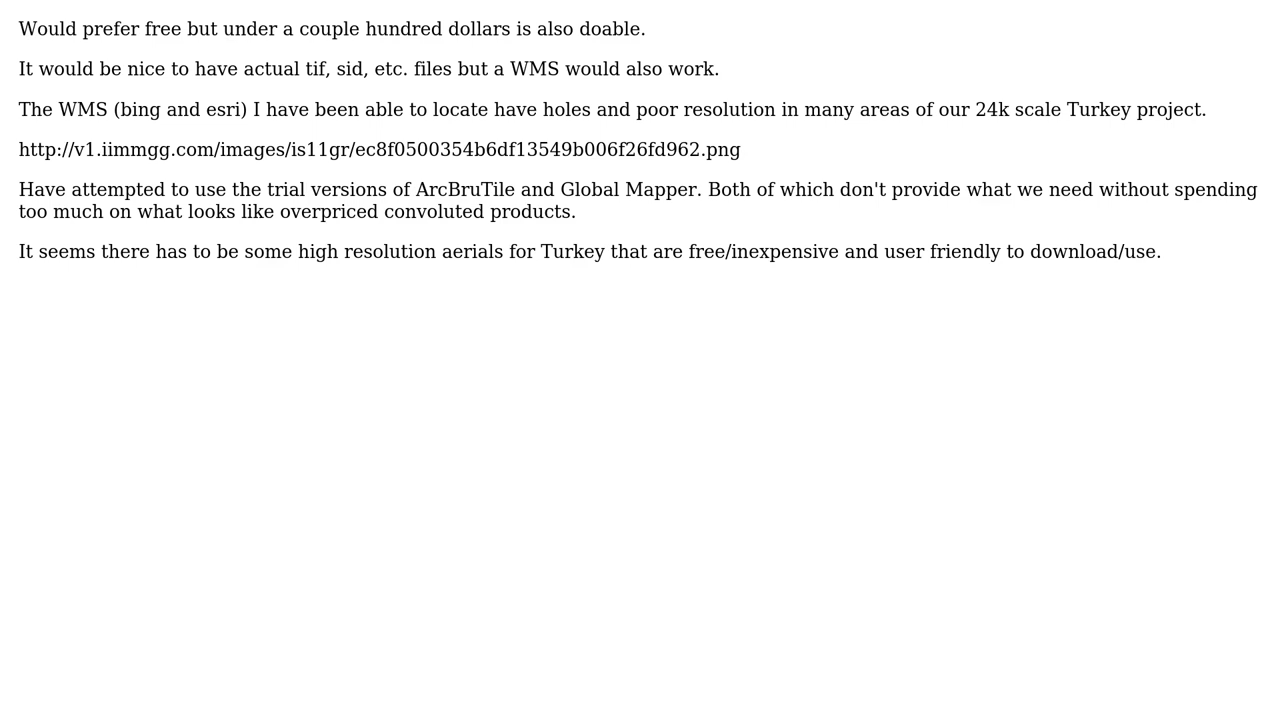 Would prefer free but under a couple hundred dollars is also doable.
It would be nice to have actual tif, sid, etc. files but a WMS would also work.
The WMS (bing and esri) I have been able to locate have holes and poor resolution in many areas of our 24k scale Turkey project.
http://v1.iimmgg.com/images/is11gr/ec8f0500354b6df13549b006f26fd962.png
Have attempted to use the trial versions of ArcBruTile and Global Mapper. Both of which don't provide what we need without spending
too much on what looks like overpriced convoluted products.
It seems there has to be some high resolution aerials for Turkey that are free/inexpensive and user friendly to download/use.